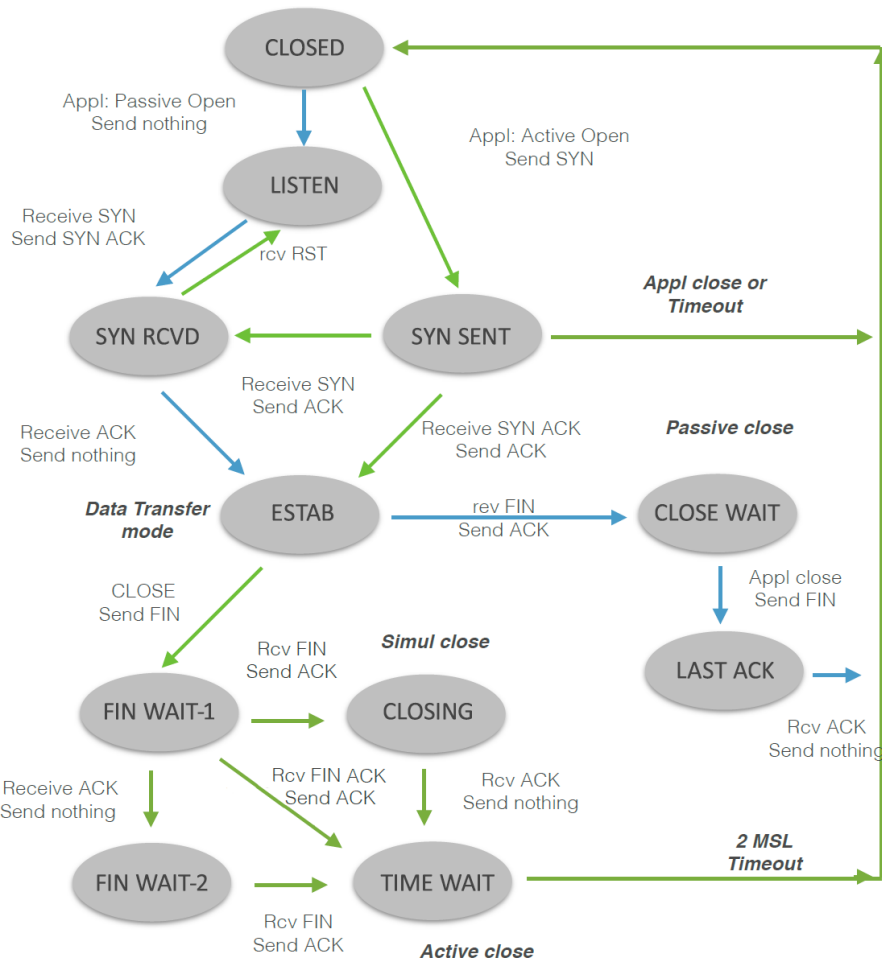 CLOSED
Appl: Passive Open
Send nothing
Appl: Active Open
Send SYN
LISTEN
Receive SYN
Send SYN ACK
rcv RST
Appl close or
Timeout
SYN RCVD
SYN SENT
Receive SYN
Send ACK
Receive ACK
Send nothing
Receive SYN ACK
Send ACK
Passive close
Data Transfer
mode
ESTAB
rev FIN
Send ACK
CLOSE WAIT
CLOSE
Send FIN
Appl close
Send FIN
Rcv FIN
Send ACK
Simul close
LAST ACK
FIN WAIT-1
CLOSING
Rcv ACK
Send nothing
Receive ACK
Send nothing
Rcv FIN ACK
Send ACK
Rcv ACK
Send nothing
2 MSL
Timeout
FIN WAIT-2
TIME WAIT
Rcv FIN
Send ACK
Active close